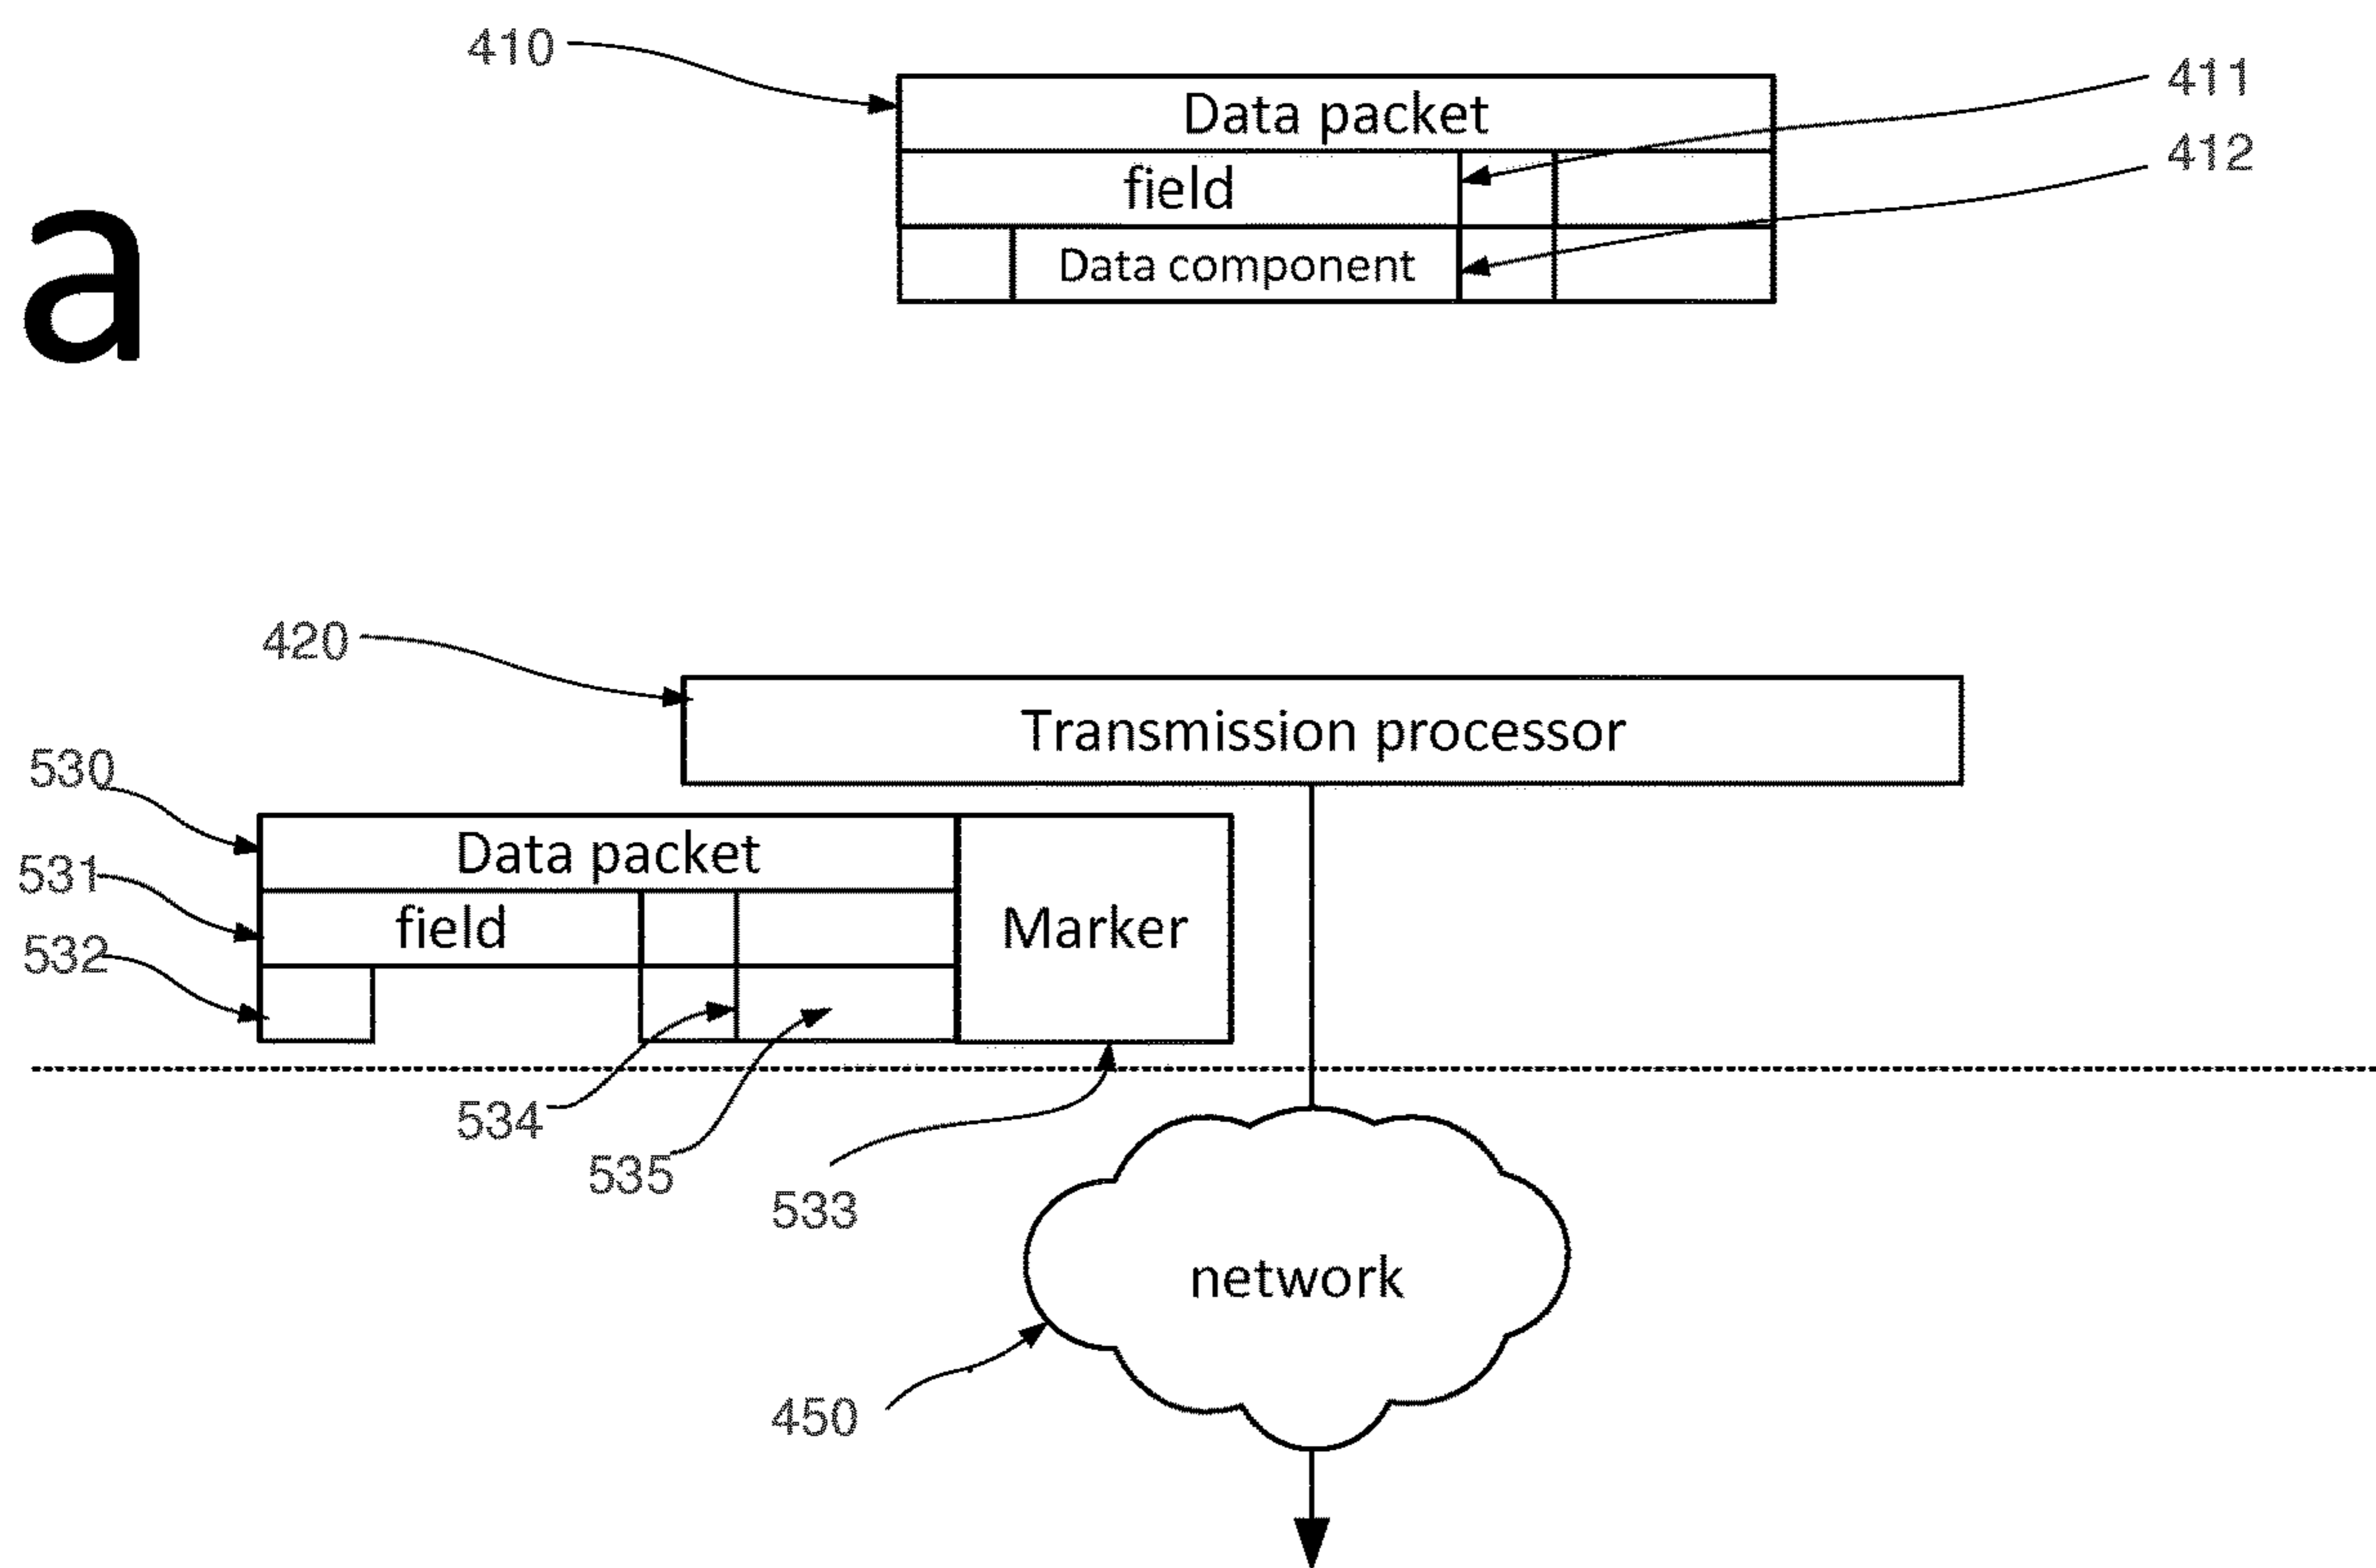 410
411
Data packet
412
field
a
Data component
420
Transmission processor
530
Data packet
531
field
Marker
532
534
535
533
network
450